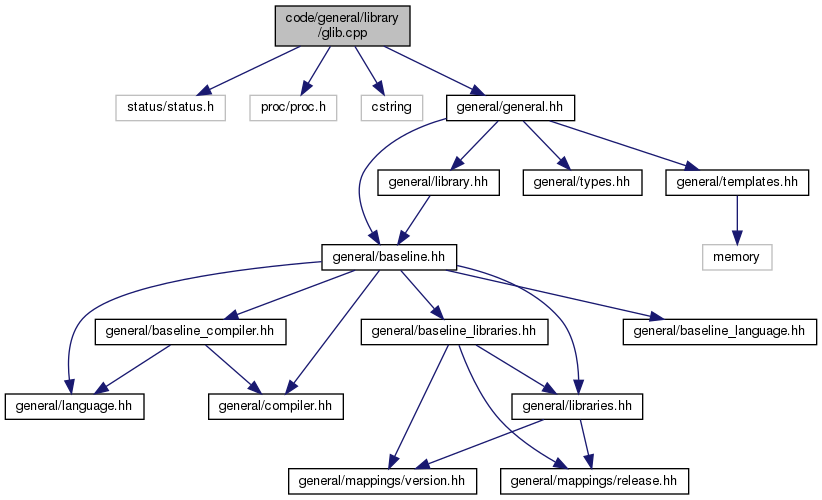 code/general/library
/glib.cpp
status/status.h
proc/proc.h
cstring
general/general.hh
general/library.hh
general/types.hh
general/templates.hh
general/baseline.hh
memory
general/baseline_compiler.hh
general/baseline_libraries.hh
general/baseline_language.hh
general/language.hh
general/compiler.hh
general/libraries.hh
general/mappings/version.hh
general/mappings/release.hh